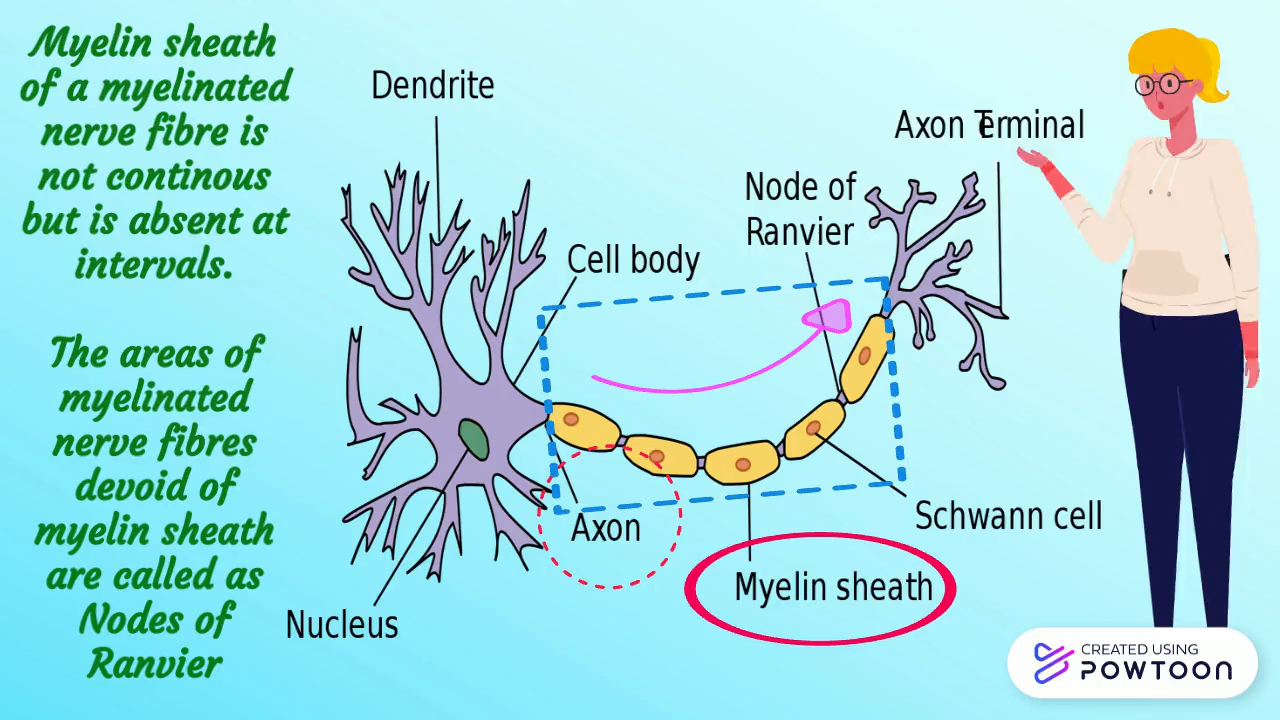 Myelin sheath
of a myelinated
nerve fibre is
not continous
but is absent at
intervals.
The areas of
myelinated
nerve fibres
devoid of
myelin sheath
are called as
Nodes of
Ranvier
Dendrite
Axon Terminal
Node of
Ranvier
Cell body
Axon
Schwann cell
Myelin sheath
Nucleus
CREATED USING
POWTOON